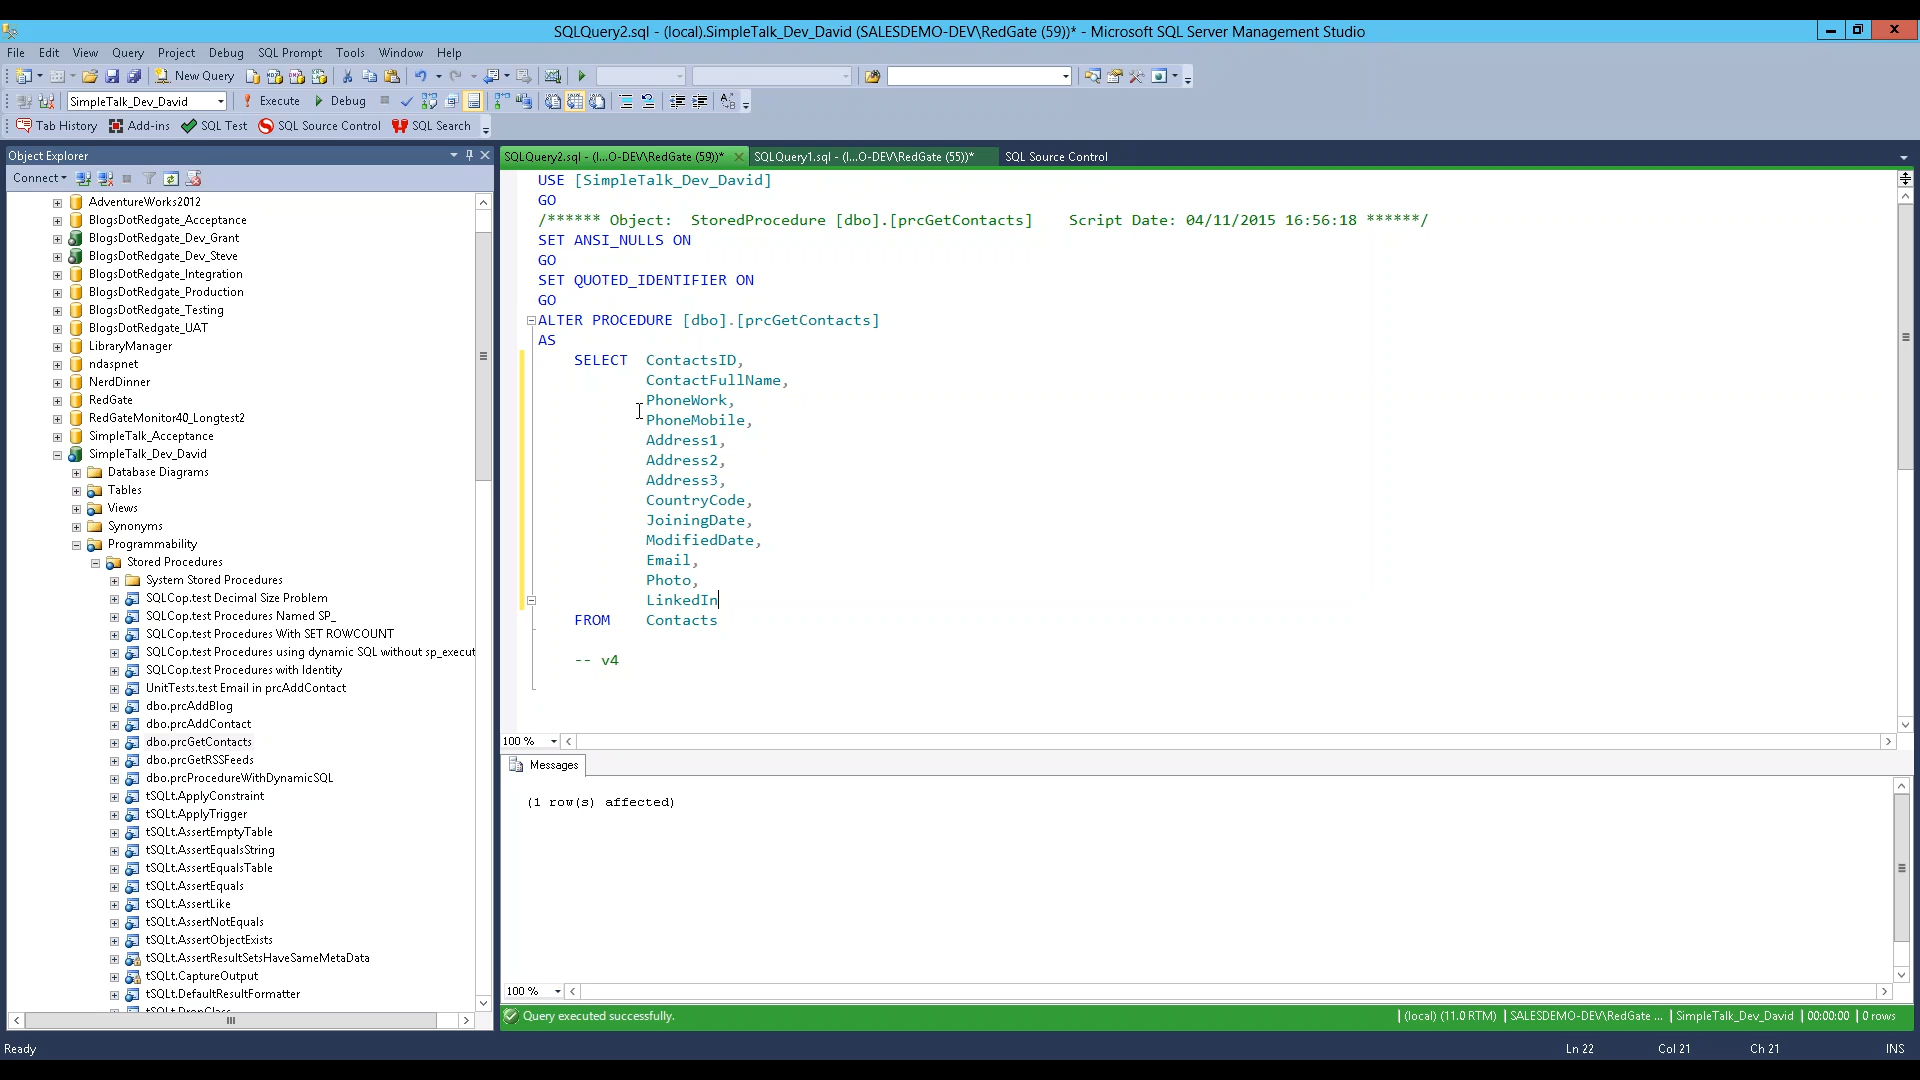 SQLQuery2.sql - (local).SimpleTalk_Dev_David (SALESDEMO-DEV\RedGate (59))* - Microsoft SQL Server Management Studio
File Edit View Query Project Debug SQL Prompt Tools Window Help
New Query
SimpleTalk_Dev_David Execute Debug
Tab History Add-ins SQL Test SQL Source Control SQL Search
Object Explorer
Connect
AdventureWorks2012
BlogsDotRedgate_Acceptance
BlogsDotRedgate_Dev_Grant
BlogsDotRedgate_Dev_Steve
BlogsDotRedgate_Integration
BlogsDotRedgate_Production
BlogsDotRedgate_Testing
BlogsDotRedgate_UAT
LibraryManager
ndaspnet
NerdDinner
RedGate
RedGateMonitor40_Longtest2
SimpleTalk_Acceptance
SimpleTalk_Dev_David
Database Diagrams
Tables
Views
Synonyms
Programmability
Stored Procedures
System Stored Procedures
SQLCop.test Decimal Size Problem
SQLCop.test Procedures Named SP_
SQLCop.test Procedures With SET ROWCOUNT
SQLCop.test Procedures using dynamic SQL without sp_execut
SQLCop.test Procedures with Identity
UnitTests.test Email in prcAddContact
dbo.prcAddBlog
dbo.prcAddContact
dbo.prcGetContacts
dbo.prcGetRSSFeeds
dbo.prcProcedureWithDynamicSQL
tSQLt.ApplyConstraint
tSQLt.ApplyTrigger
tSQLt.AssertEmptyTable
tSQLt.AssertEqualsString
tSQLt.AssertEqualsTable
tSQLt.AssertEquals
tSQLt.AssertLike
tSQLt.AssertNotEquals
tSQLt.AssertObjectExists
tSQLt.AssertResultSetsHaveSameMetaData
tSQLt.CaptureOutput
tSQLt.DefaultResultFormatter
SQLQuery2.sql - (l...O-DEV\RedGate (59))* SQLQuery1.sql - (l...O-DEV\RedGate (55))* SQL Source Control
USE [SimpleTalk_Dev_David]
GO
/****** Object:  StoredProcedure [dbo].[prcGetContacts]    Script Date: 04/11/2015 16:56:18 ******/
SET ANSI_NULLS ON
GO
SET QUOTED_IDENTIFIER ON
GO
ALTER PROCEDURE [dbo].[prcGetContacts]
AS
SELECT  ContactsID,
ContactFullName,
PhoneWork,
PhoneMobile,
Address1,
Address2,
Address3,
CountryCode,
JoiningDate,
ModifiedDate,
Email,
Photo,
LinkedIn
FROM    Contacts
-- v4
100 %
Messages
(1 row(s) affected)
100 %
Query executed successfully. (local) (11.0 RTM) SALESDEMO-DEV\RedGate ... SimpleTalk_Dev_David 00:00:00 0 rows
Ready Ln 22 Col 21 Ch 21 INS